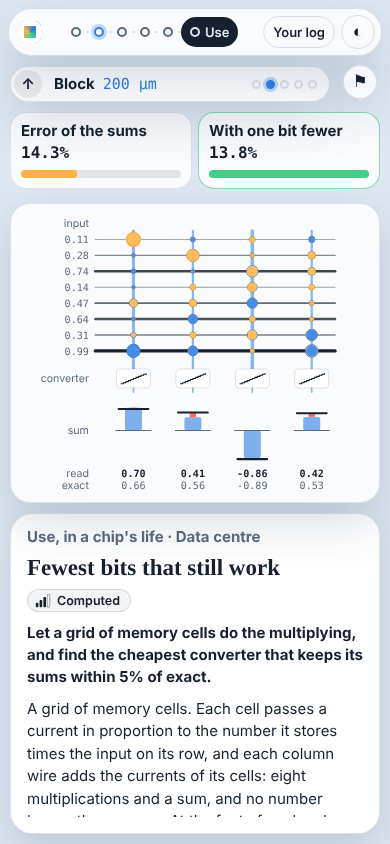 Use
Your log
Block 200 μm
Error of the sums
14.3%
With one bit fewer
13.8%
input
0.11
0.28
0.74
0.14
0.47
0.64
0.31
0.99
converter
sum
read 0.70 0.41 -0.86 0.42
exact 0.66 0.56 -0.89 0.53
Use, in a chip's life · Data centre
Fewest bits that still work
Computed
Let a grid of memory cells do the multiplying,
and find the cheapest converter that keeps its
sums within 5% of exact.
A grid of memory cells. Each cell passes a
current in proportion to the number it stores
times the input on its row, and each column
wire adds the currents of its cells: eight
multiplications and a sum, and no number